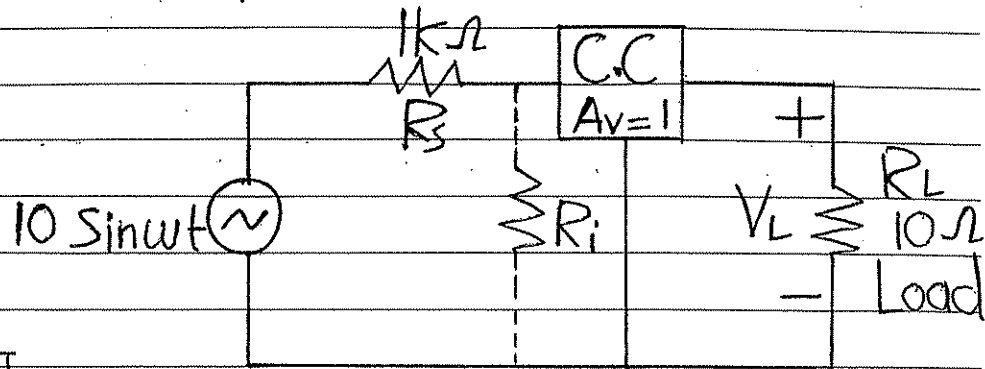 1kΩ
Rs
C.C
Av=1
10 Sinωt
Ri
+
VL
-
RL
10Ω
Load